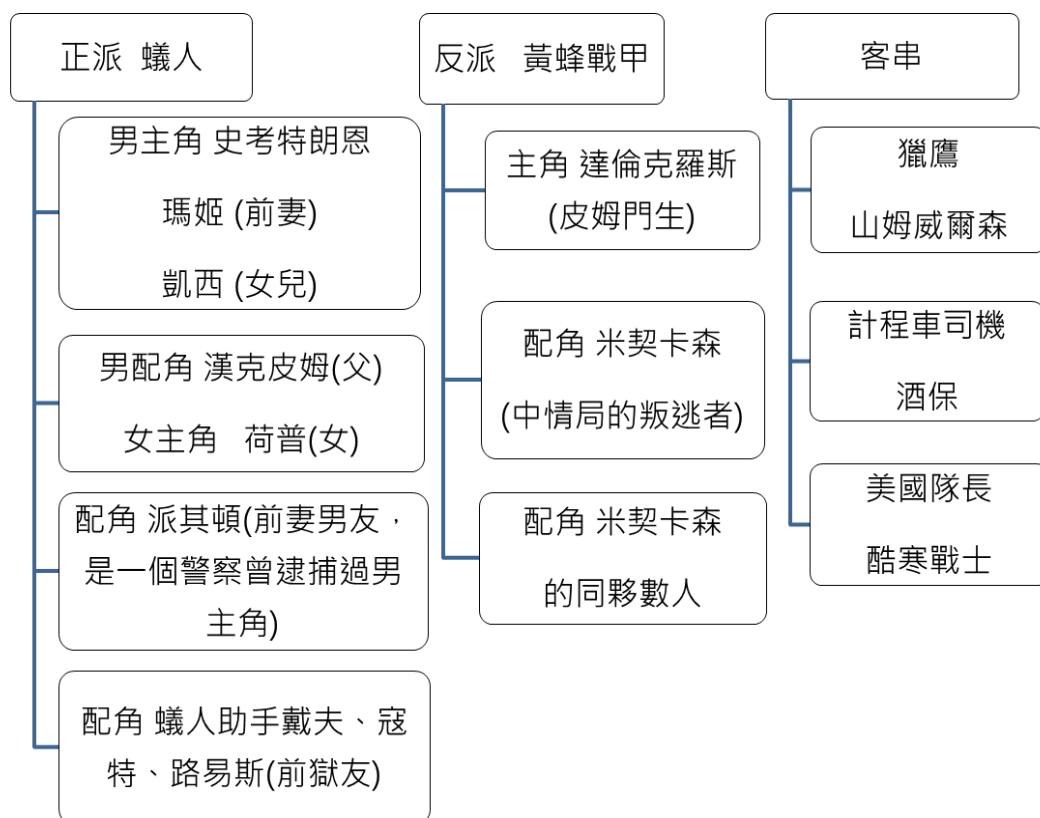 正派 蟻人
男主角 史考特朗恩
瑪姬 (前妻)
凱西 (女兒)
男配角 漢克皮姆(父)
女主角 荷普(女)
配角 派其頓(前妻男友，
是一個警察曾逮捕過男
主角)
配角 蟻人助手戴夫、寇
特、路易斯(前獄友)
反派 黃蜂戰甲
主角 達倫克羅斯
(皮姆門生)
配角 米契卡森
(中情局的叛逃者)
配角 米契卡森
的同夥數人
客串
獵鷹
山姆威爾森
計程車司機
酒保
美國隊長
酷寒戰士